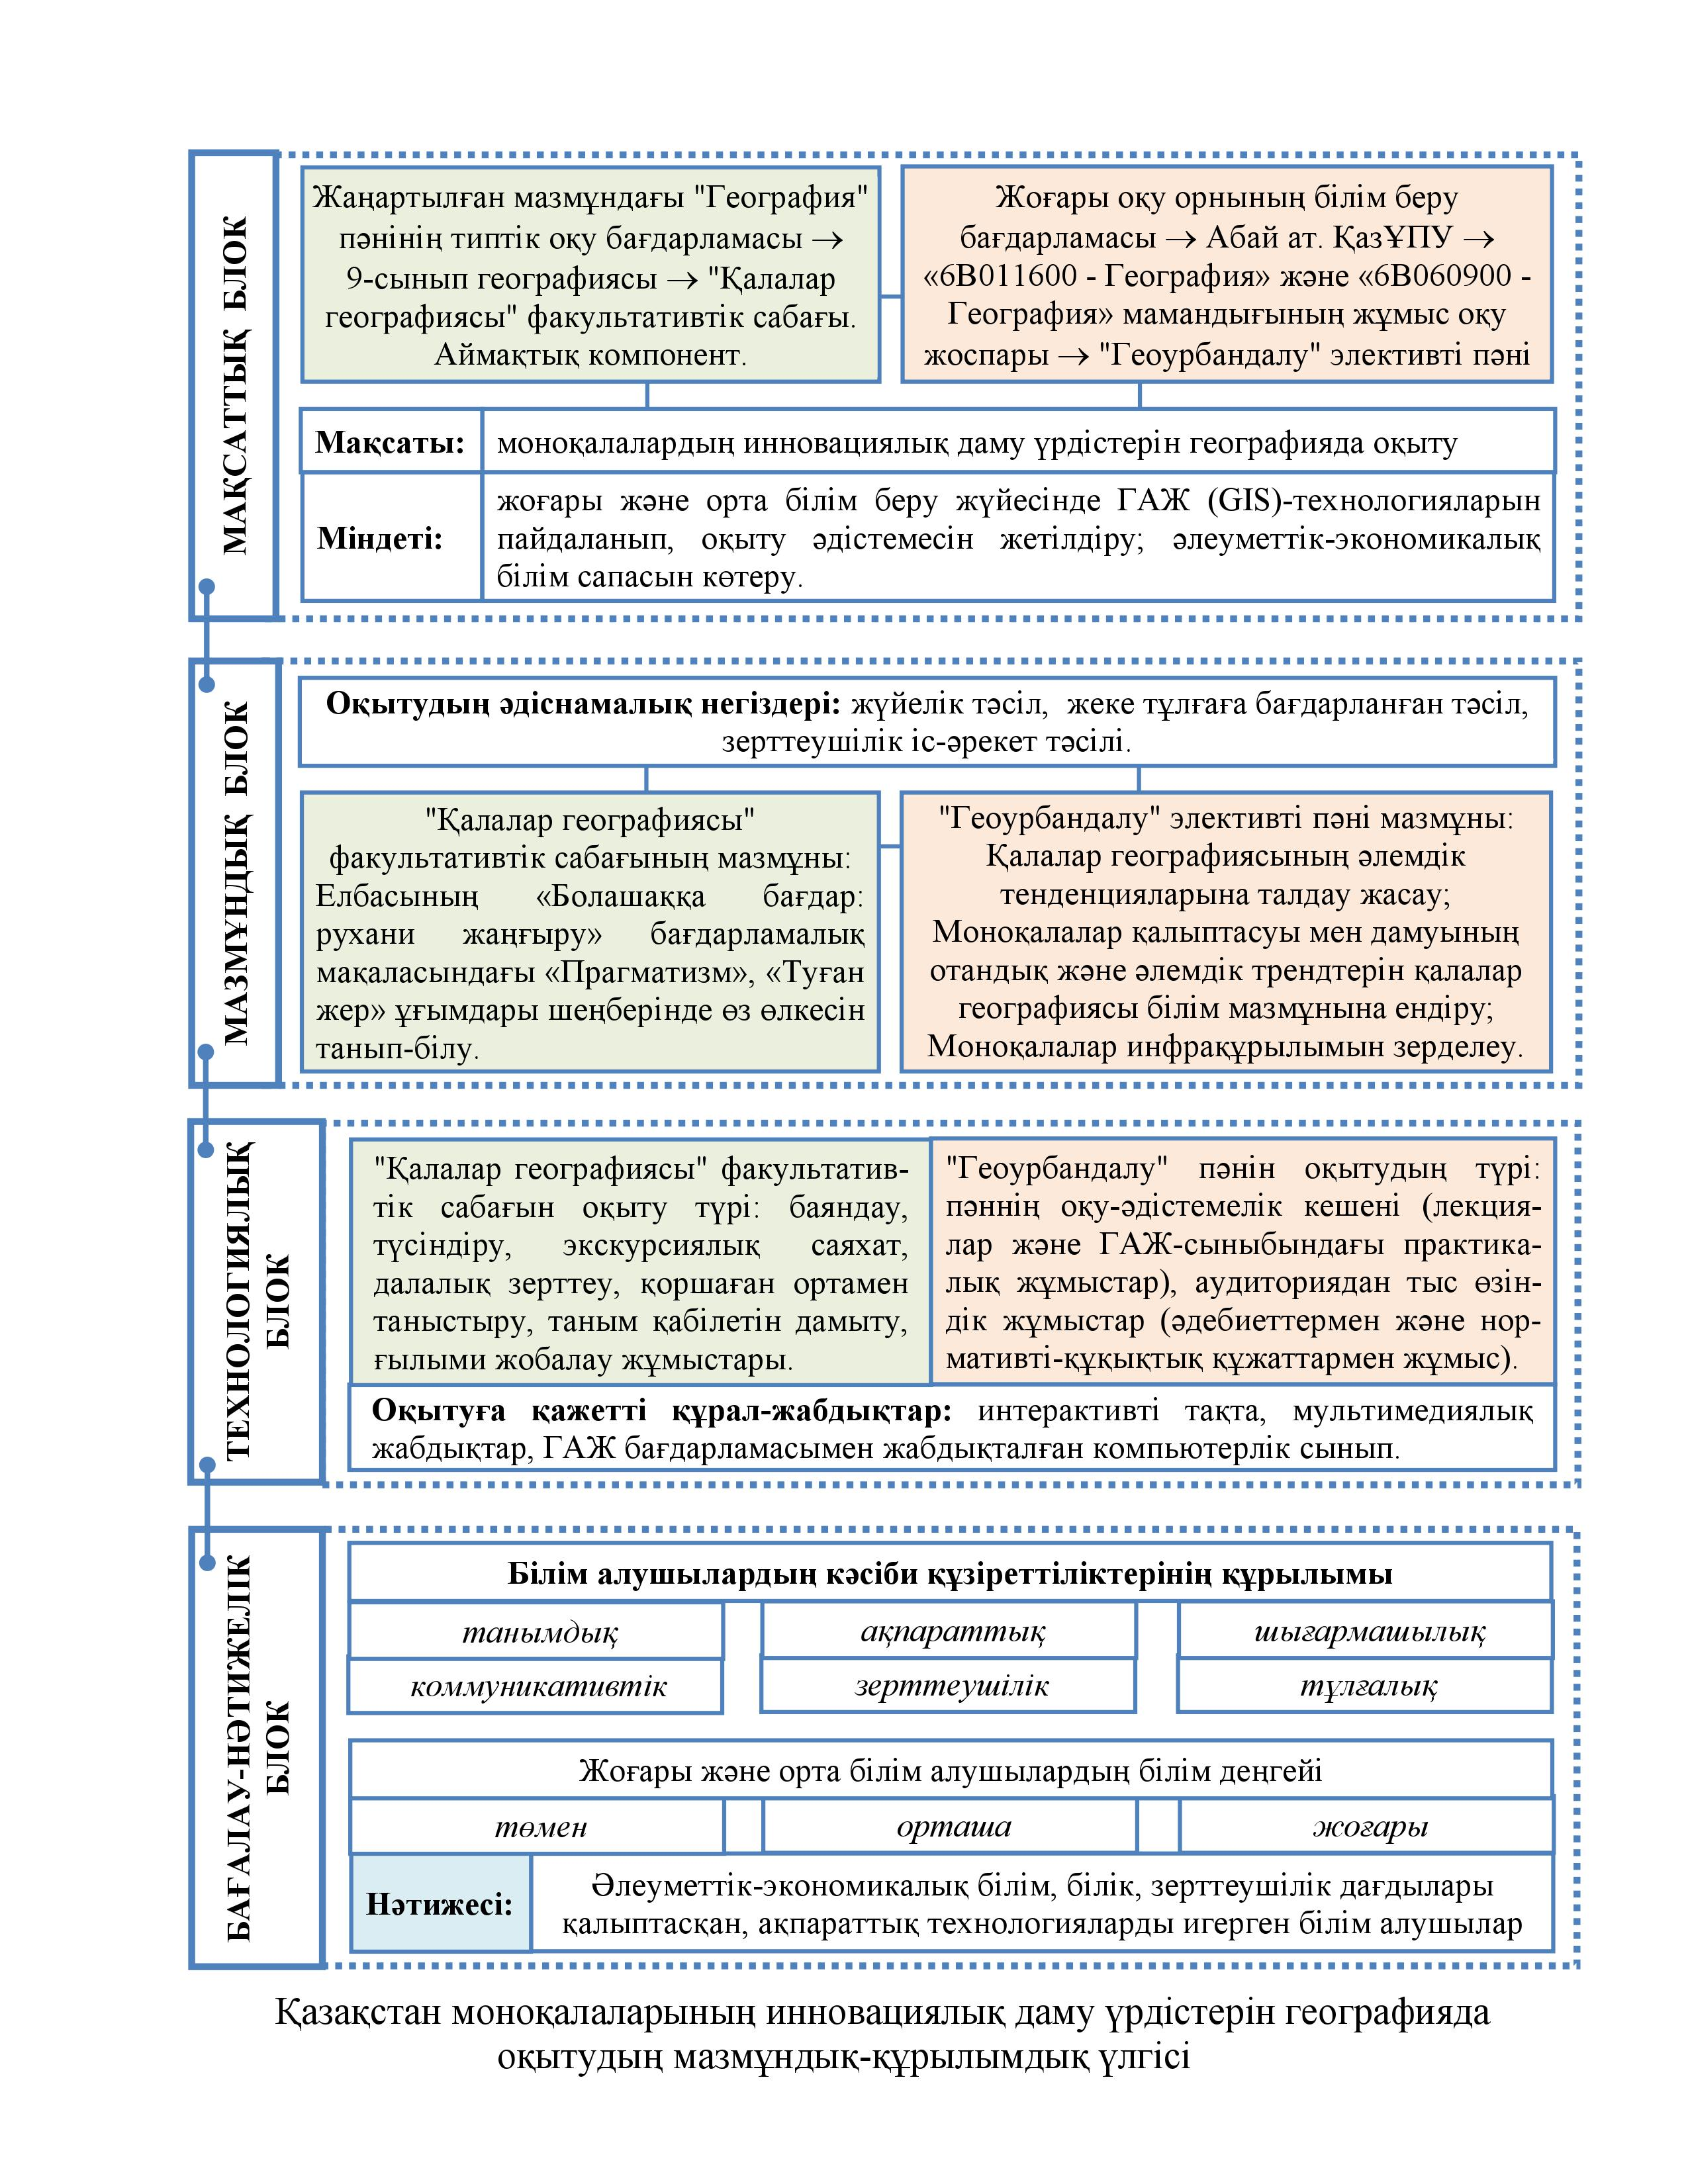 МАҚСАТТЫҚ БЛОК
Жаңартылған мазмұндағы "География"
пәнінің типтік оқу бағдарламасы →
9-сынып географиясы → "Қалалар
географиясы" факультативтік сабағы.
Аймақтық компонент.
Жоғары оқу орнының білім беру
бағдарламасы → Абай ат. ҚазҰПУ →
«6В011600 - География» және «6В060900 -
География» мамандығының жұмыс оқу
жоспары → "Геоурбандалу" элективті пәні
Мақсаты:
моноқалалардың инновациялық даму үрдістерін географияда оқыту
Міндеті:
жоғары және орта білім беру жүйесінде ГАЖ (GIS)-технологияларын
пайдаланып, оқыту әдістемесін жетілдіру; әлеуметтік-экономикалық
білім сапасын көтеру.
МАЗМҰНДЫҚ БЛОК
Оқытудың әдіснамалық негіздері: жүйелік тәсіл, жеке тұлғаға бағдарланған тәсіл,
зерттеушілік іс-әрекет тәсілі.
"Қалалар географиясы"
факультативтік сабағының мазмұны:
Елбасының «Болашаққа бағдар:
рухани жаңғыру» бағдарламалық
мақаласындағы «Прагматизм», «Туған
жер» ұғымдары шеңберінде өз өлкесін
танып-білу.
"Геоурбандалу" элективті пәні мазмұны:
Қалалар географиясының әлемдік
тенденцияларына талдау жасау;
Моноқалалар қалыптасуы мен дамуының
отандық және әлемдік трендтерін қалалар
географиясы білім мазмұнына ендіру;
Моноқалалар инфрақұрылымын зерделеу.
ТЕХНОЛОГИЯЛЫҚ
БЛОК
"Қалалар географиясы" факультатив-
тік сабағын оқыту түрі: баяндау,
түсіндіру, экскурсиялық саяхат,
далалық зерттеу, қоршаған ортамен
таныстыру, таным қабілетін дамыту,
ғылыми жобалау жұмыстары.
"Геоурбандалу" пәнін оқытудың түрі:
пәннің оқу-әдістемелік кешені (лекция-
лар және ГАЖ-сыныбындағы практика-
лық жұмыстар), аудиториядан тыс өзін-
дік жұмыстар (әдебиеттермен және нор-
мативті-құқықтық құжаттармен жұмыс).
Оқытуға қажетті құрал-жабдықтар: интерактивті тақта, мультимедиялық
жабдықтар, ГАЖ бағдарламасымен жабдықталған компьютерлік сынып.
БАҒАЛАУ-НӘТИЖЕЛІК
БЛОК
Білім алушылардың кәсіби құзіреттіліктерінің құрылымы
танымдық
ақпараттық
шығармашылық
коммуникативтік
зерттеушілік
тұлғалық
Жоғары және орта білім алушылардың білім деңгейі
төмен
орташа
жоғары
Нәтижесі:
Әлеуметтік-экономикалық білім, білік, зерттеушілік дағдылары
қалыптасқан, ақпараттық технологияларды игерген білім алушылар
Қазақстан моноқалаларының инновациялық даму үрдістерін географияда
оқытудың мазмұндық-құрылымдық үлгісі